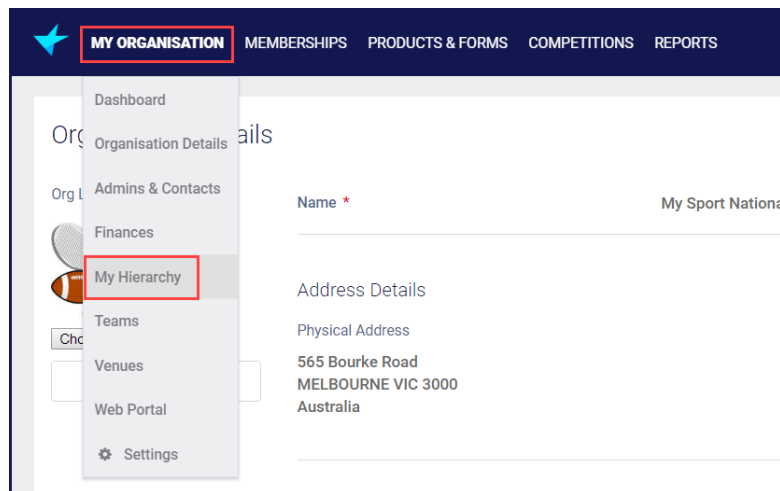 MY ORGANISATION MEMBERSHIPS PRODUCTS & FORMS COMPETITIONS REPORTS
Dashboard
Organisation Details
Admins & Contacts
Finances
My Hierarchy
Teams
Venues
Web Portal
Settings
Org ails
Org L
Cho
Name * My Sport Nationa
Address Details
Physical Address
565 Bourke Road
MELBOURNE VIC 3000
Australia